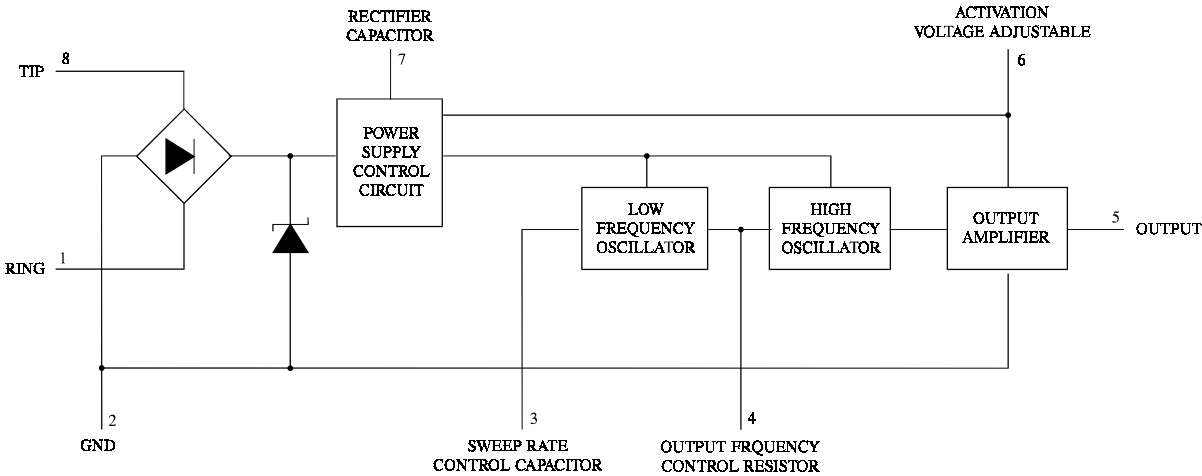 RECTIFIER
CAPACITOR
7
ACTIVATION
VOLTAGE ADJUSTABLE
6
TIP
8
POWER
SUPPLY
CONTROL
CIRCUIT
LOW
FREQUENCY
OSCILLATOR
HIGH
FREQUENCY
OSCILLATOR
OUTPUT
AMPLIFIER
5
OUTPUT
RING
1
2
GND
3
SWEEP RATE
CONTROL CAPACITOR
4
OUTPUT FRQUENCY
CONTROL RESISTOR